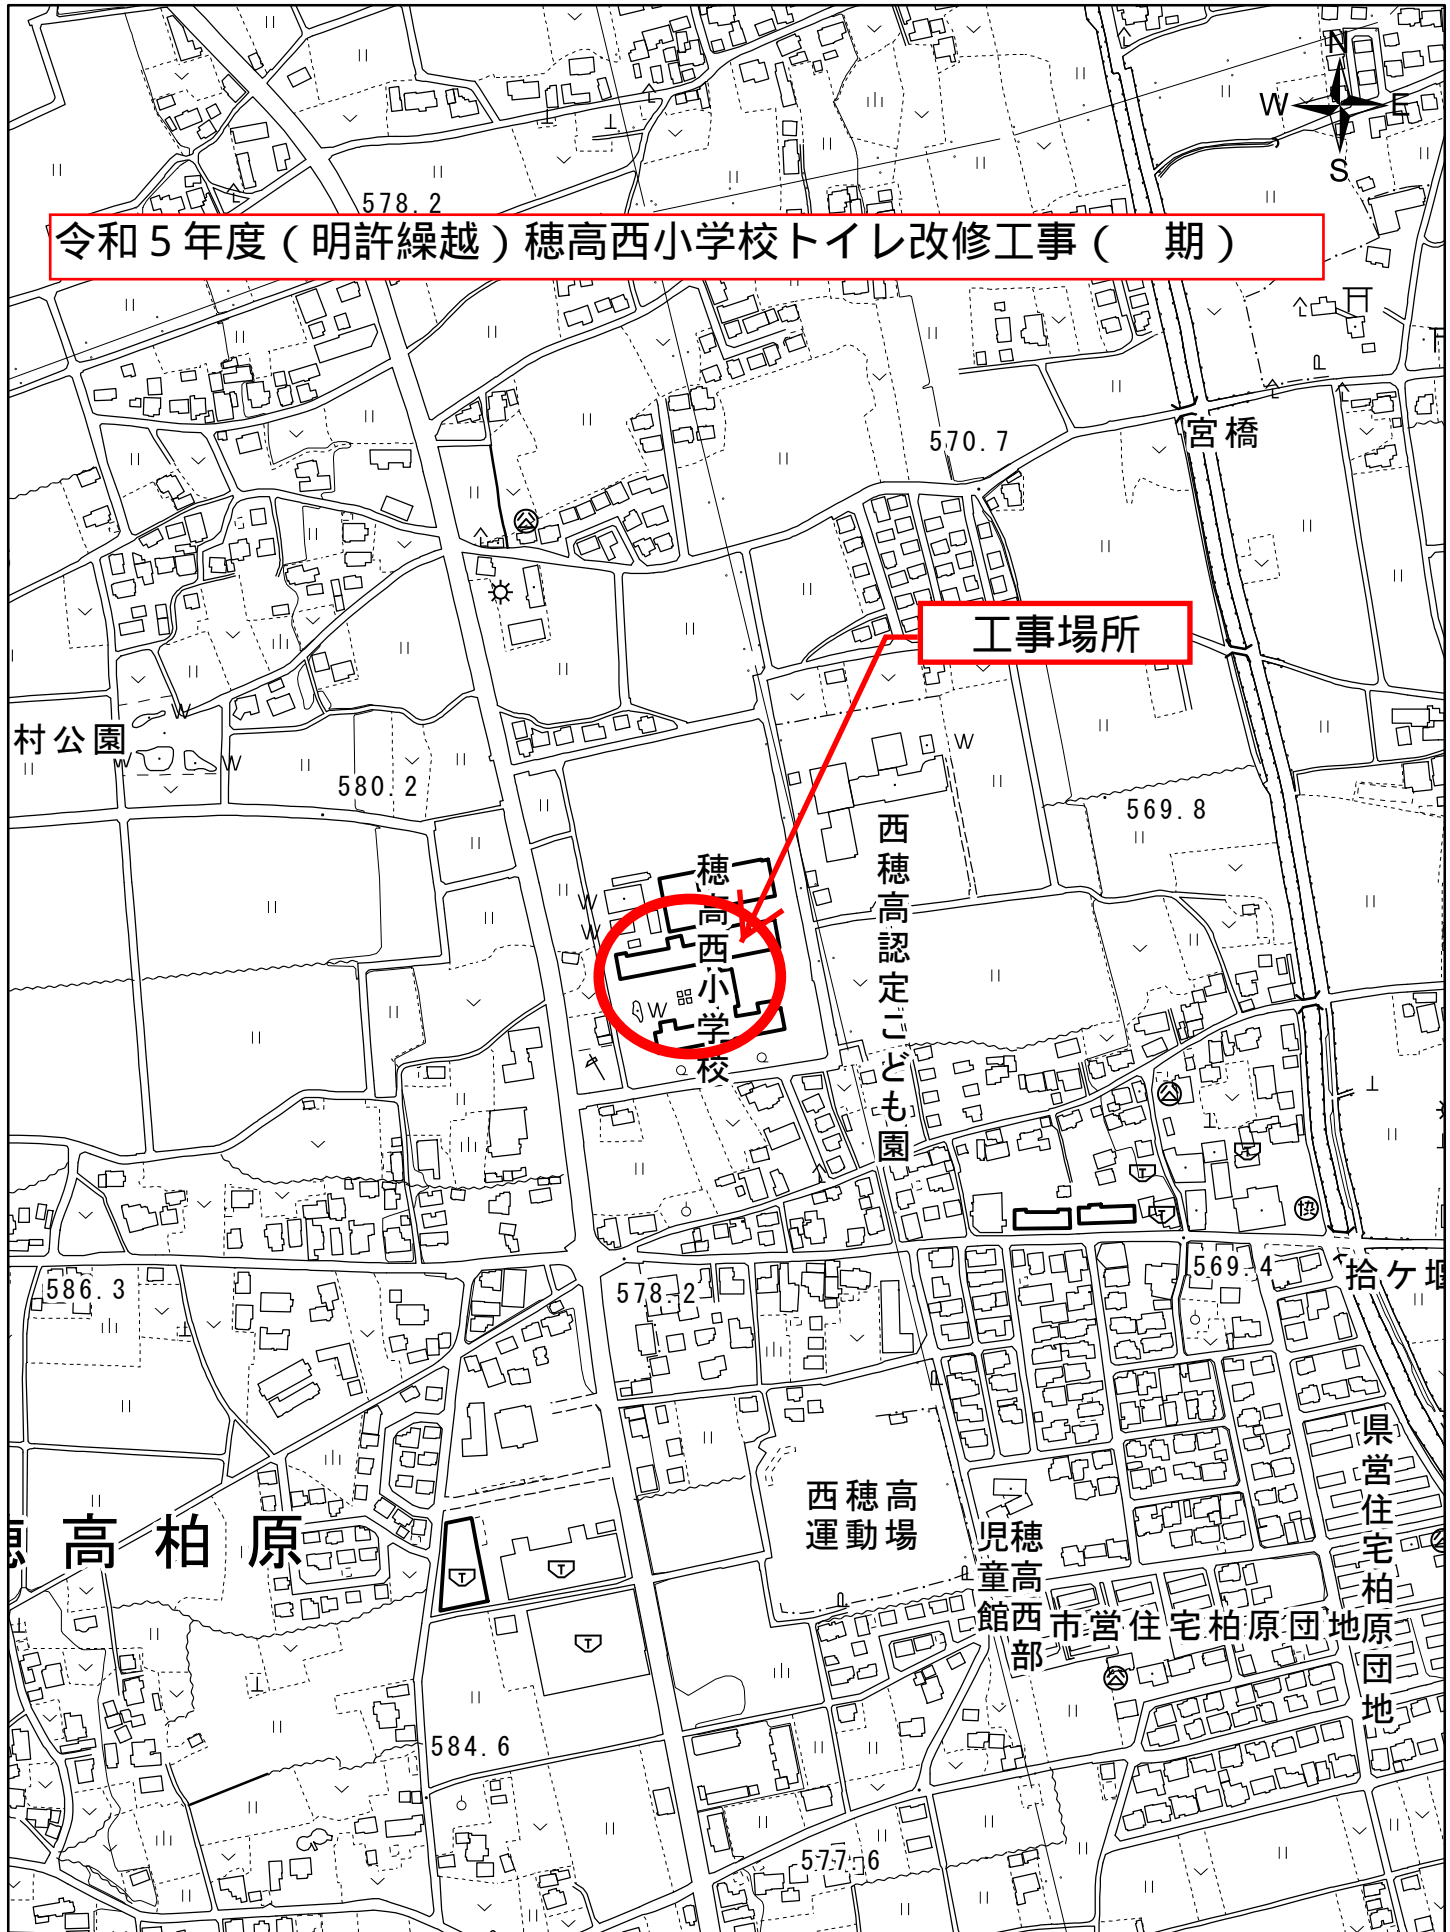 N
W E
S
578.2
令和５年度（明許繰越）穂高西小学校トイレ改修工事（　期）
宮橋
570.7
工事場所
村公園
580.2
569.8
穂高西小学校
西穂高認定こども園
586.3
578.2
569.4
拾ケ堰
県営住宅柏原団地
西穂高
運動場
穂高西部
児童館
高柏原
市営住宅柏原団地
584.6
577.6